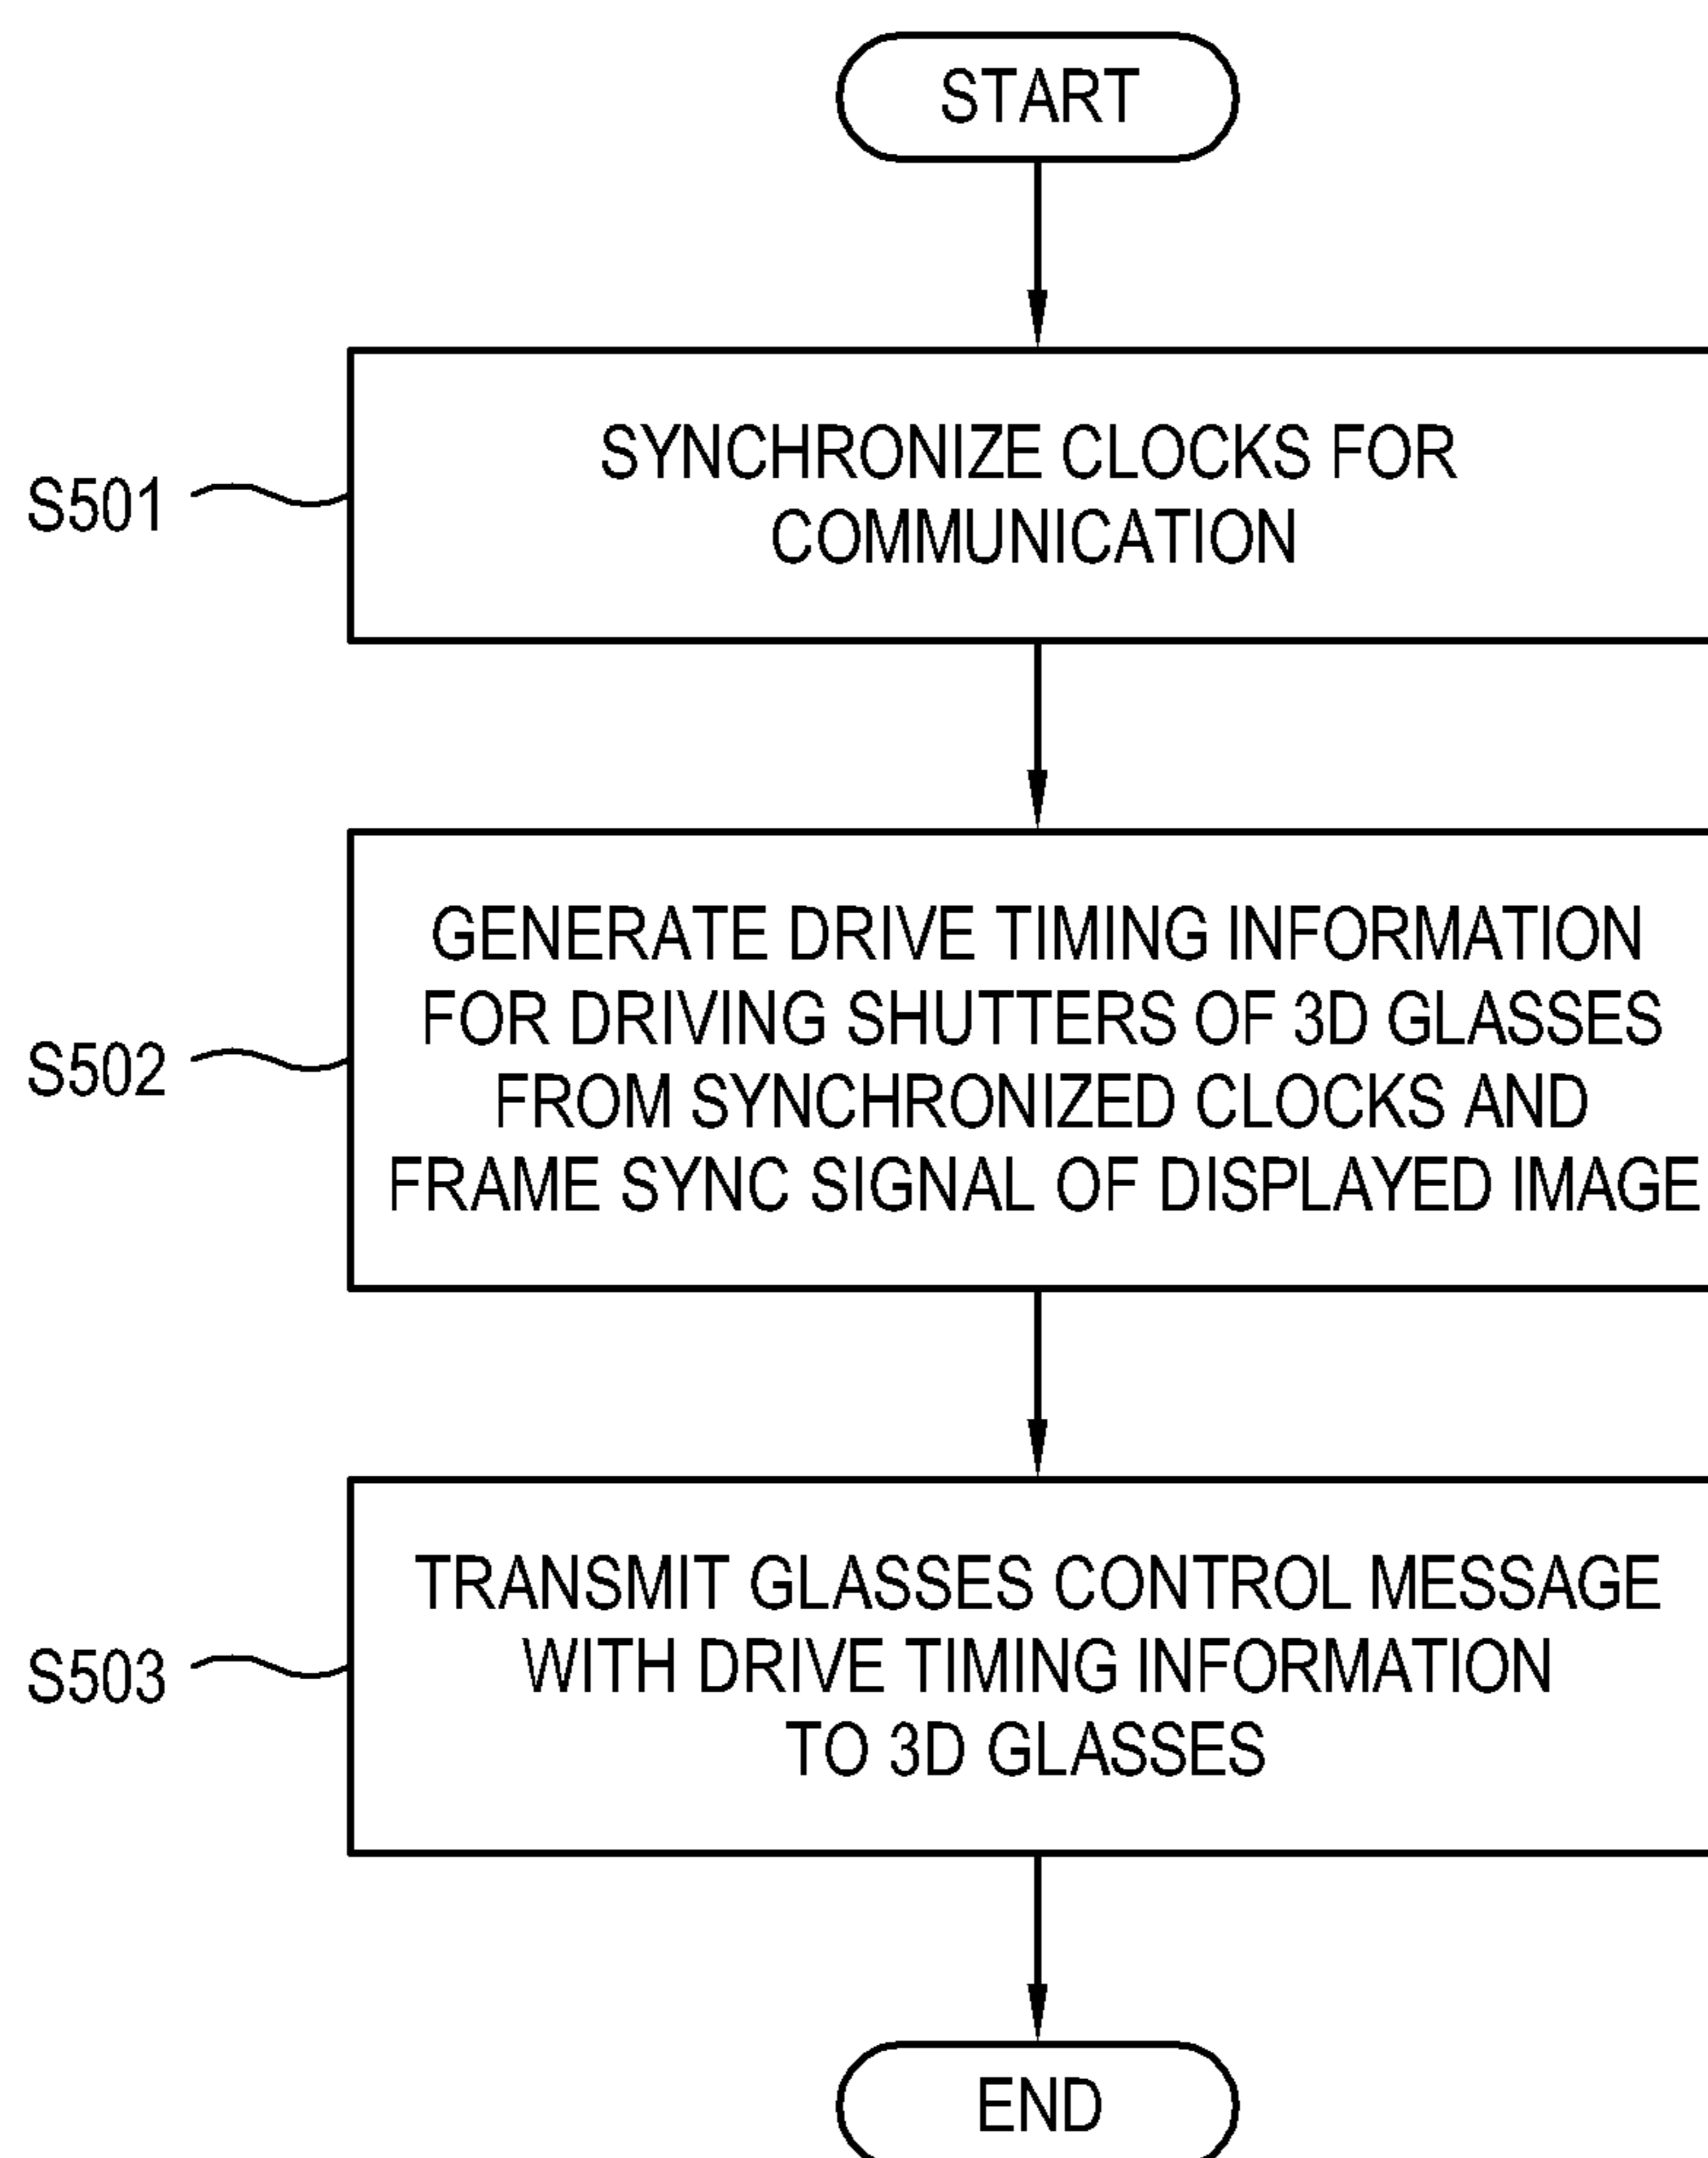 START
SYNCHRONIZE CLOCKS FOR
COMMUNICATION
S501
GENERATE DRIVE TIMING INFORMATION
FOR DRIVING SHUTTERS OF 3D GLASSES
FROM SYNCHRONIZED CLOCKS AND
FRAME SYNC SIGNAL OF DISPLAYED IMAGE
S502
TRANSMIT GLASSES CONTROL MESSAGE
WITH DRIVE TIMING INFORMATION
TO 3D GLASSES
S503
END